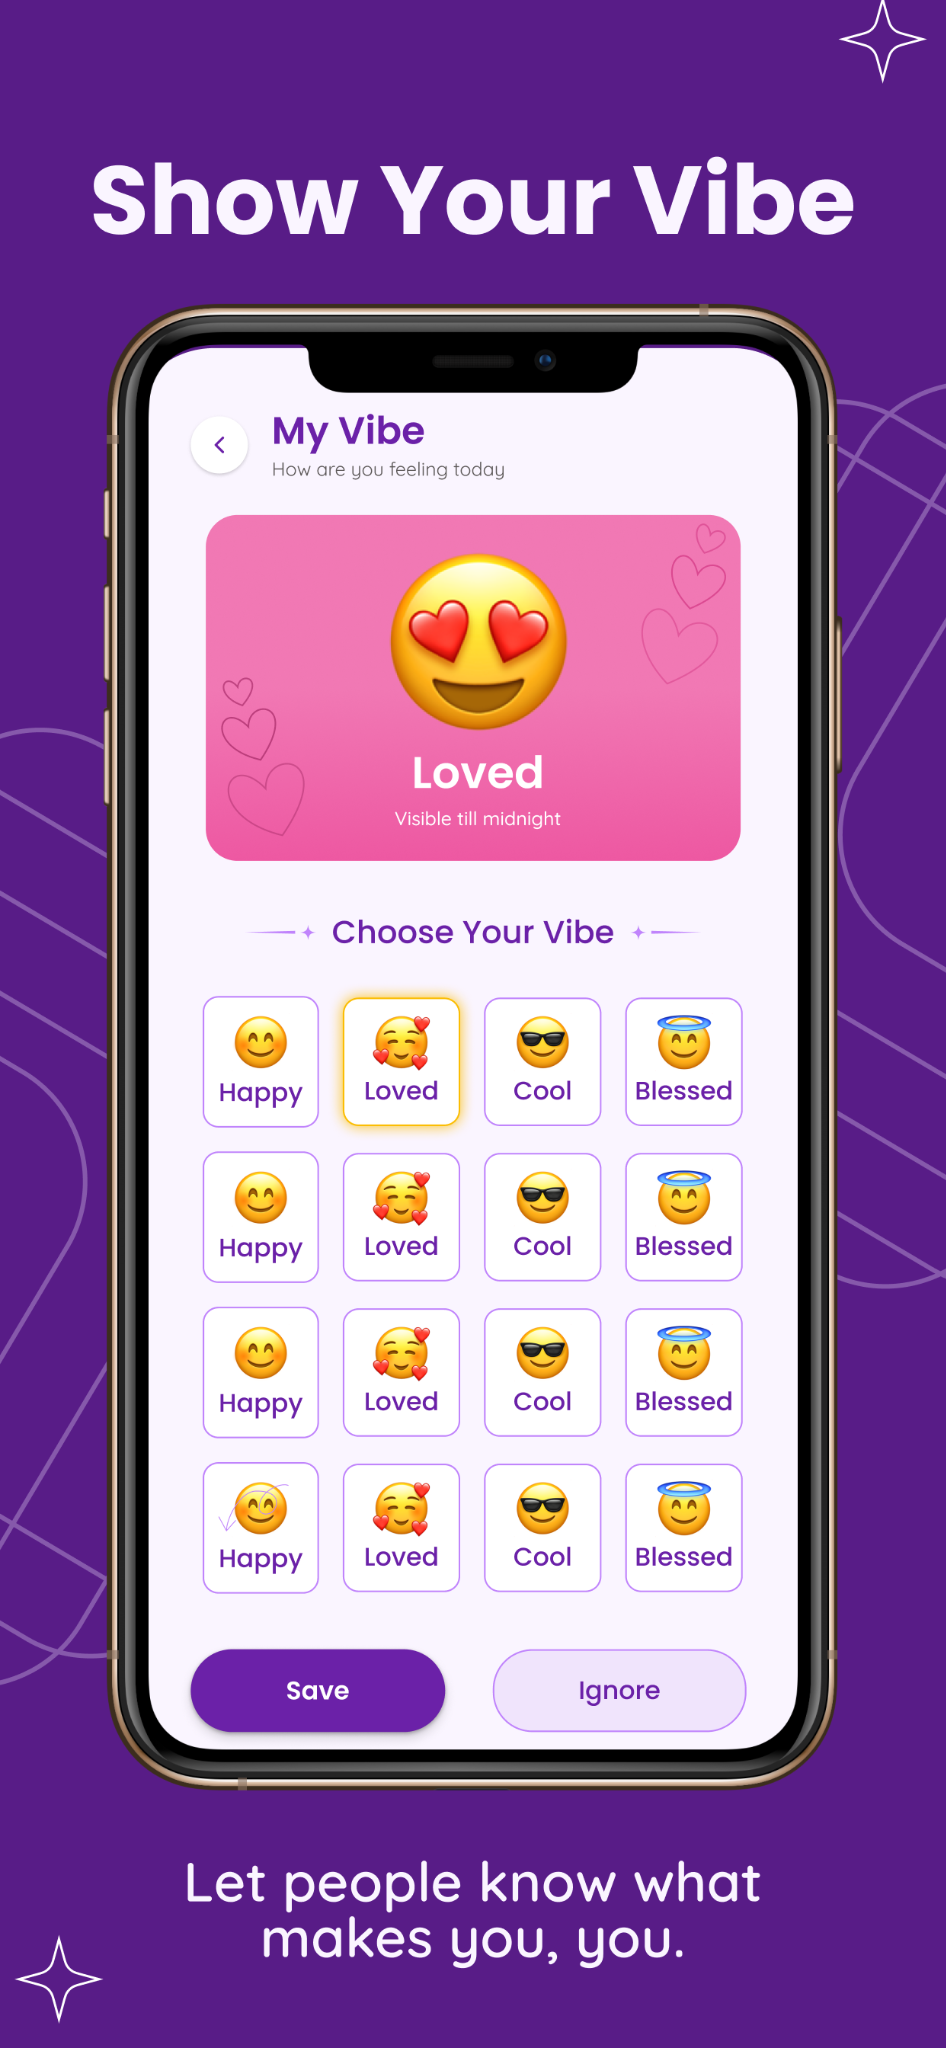 Show Your Vibe
My Vibe
How are you feeling today
Loved
Visible till midnight
Choose Your Vibe
Happy Loved Cool Blessed
Happy Loved Cool Blessed
Happy Loved Cool Blessed
Happy Loved Cool Blessed
Save Ignore
Let people know what
makes you, you.